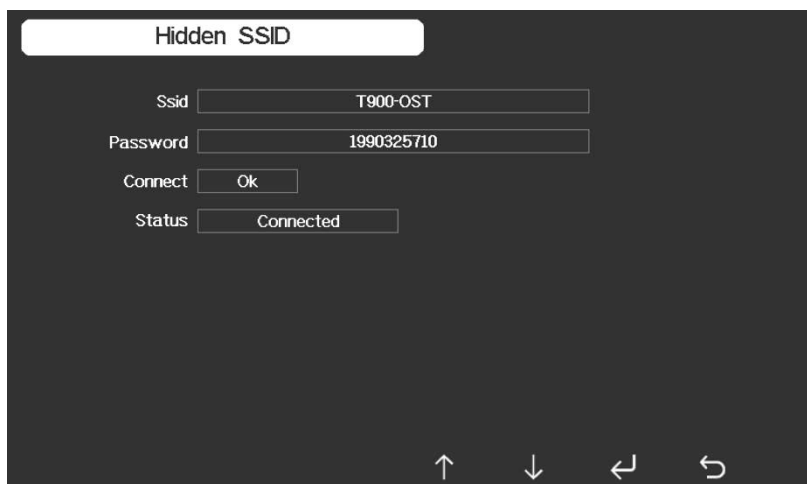 Hidden SSID
Ssid T900-OST
Password 1990325710
Connect Ok
Status Connected